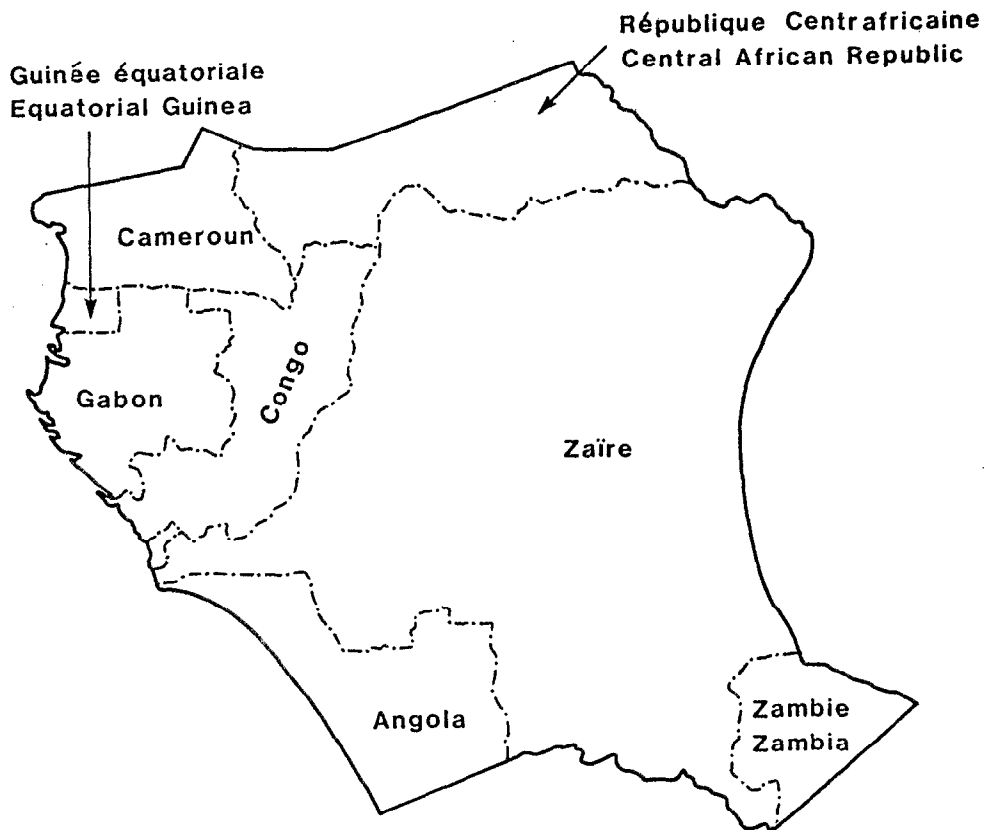 République Centrafricaine
Central African Republic
Guinée équatoriale
Equatorial Guinea
Cameroun
Congo
Gabon
Zaïre
Angola
Zambie
Zambia